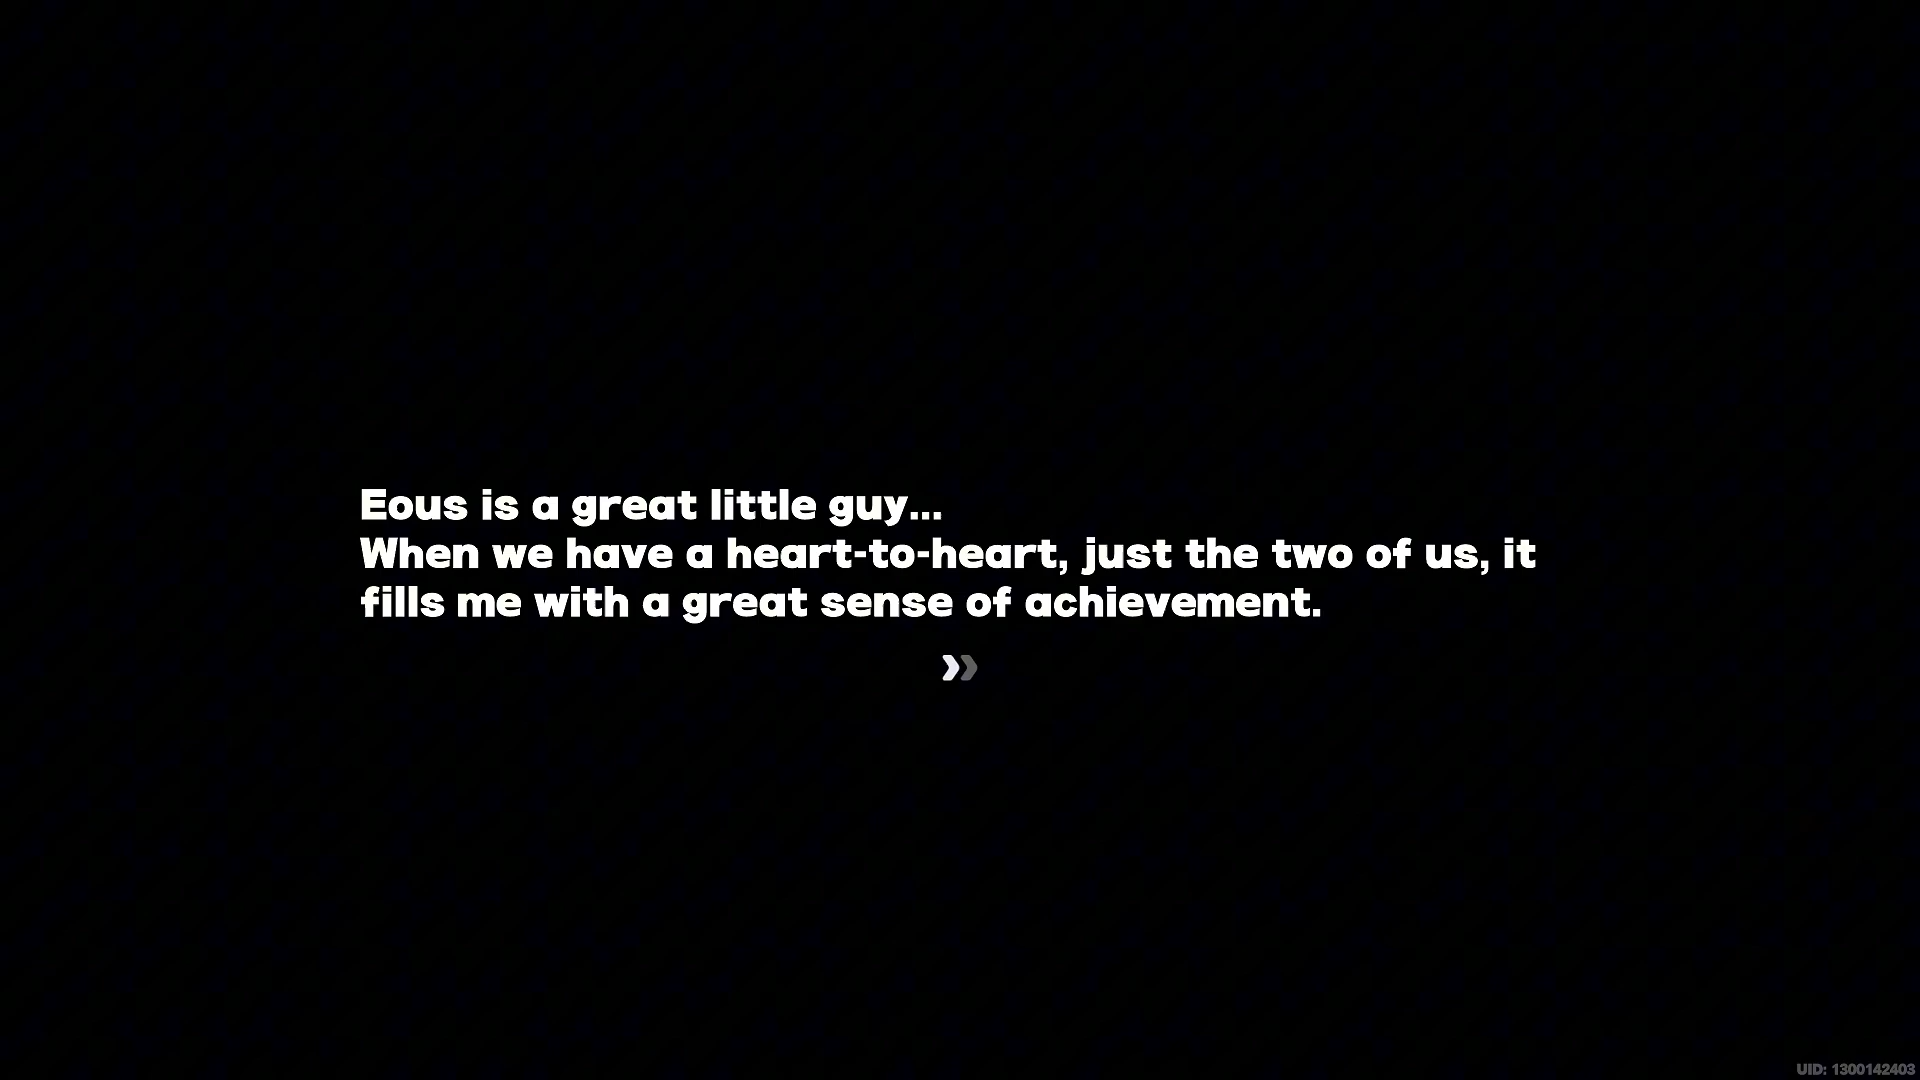 Eous is a great little guy...
When we have a heart-to-heart, just the two of us, it
fills me with a great sense of achievement.
UID: 1300142403